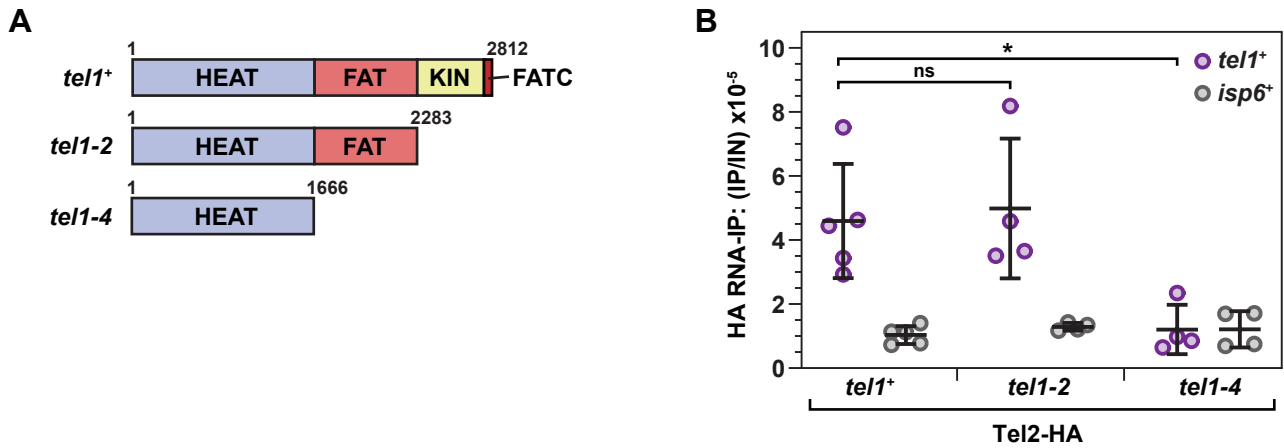 A
1 2812
tel1⁺ HEAT FAT KIN FATC
1 2283
tel1-2 HEAT FAT
1 1666
tel1-4 HEAT
B
HA RNA-IP: (IP/IN) x10⁻⁵
10
8
6
4
2
0
*
ns
tel1⁺
isp6⁺
tel1⁺ tel1-2 tel1-4
Tel2-HA